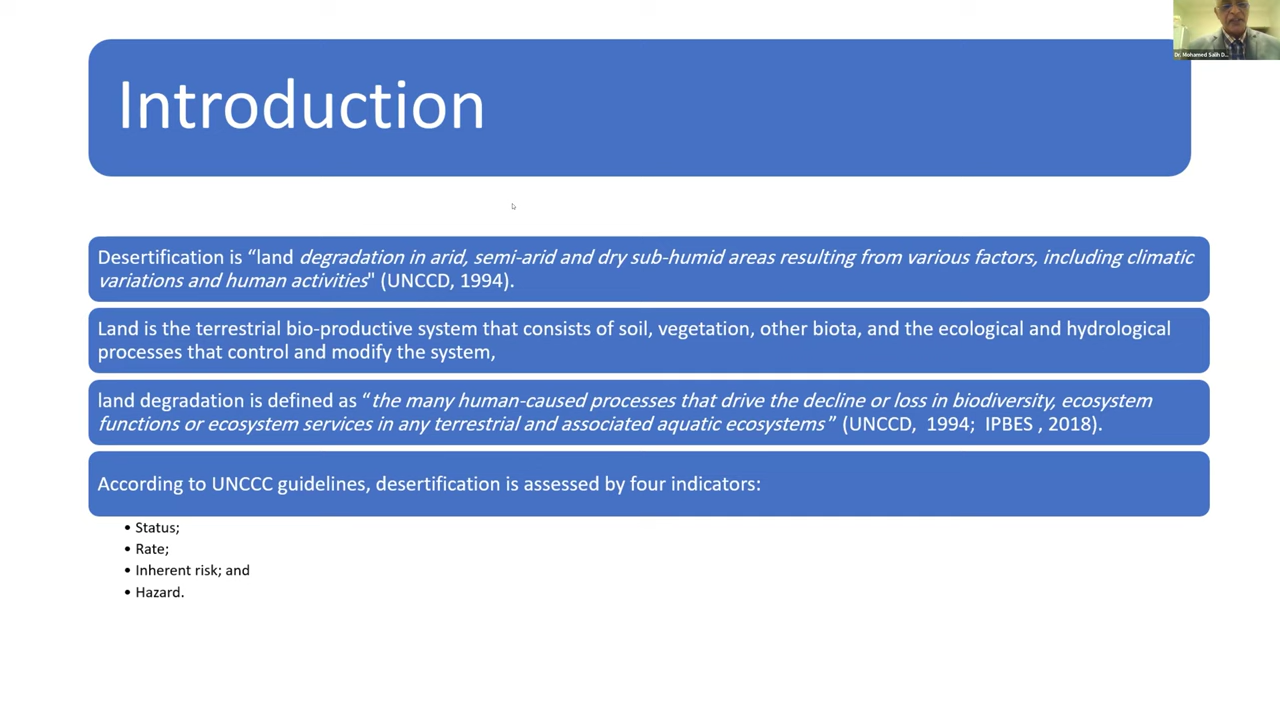 Dr. Mohamed Salih D...
Introduction
Desertification is “land degradation in arid, semi-arid and dry sub-humid areas resulting from various factors, including climatic
variations and human activities" (UNCCD, 1994).
Land is the terrestrial bio-productive system that consists of soil, vegetation, other biota, and the ecological and hydrological
processes that control and modify the system,
land degradation is defined as “the many human-caused processes that drive the decline or loss in biodiversity, ecosystem
functions or ecosystem services in any terrestrial and associated aquatic ecosystems” (UNCCD, 1994; IPBES , 2018).
According to UNCCC guidelines, desertification is assessed by four indicators:
• Status;
• Rate;
• Inherent risk; and
• Hazard.